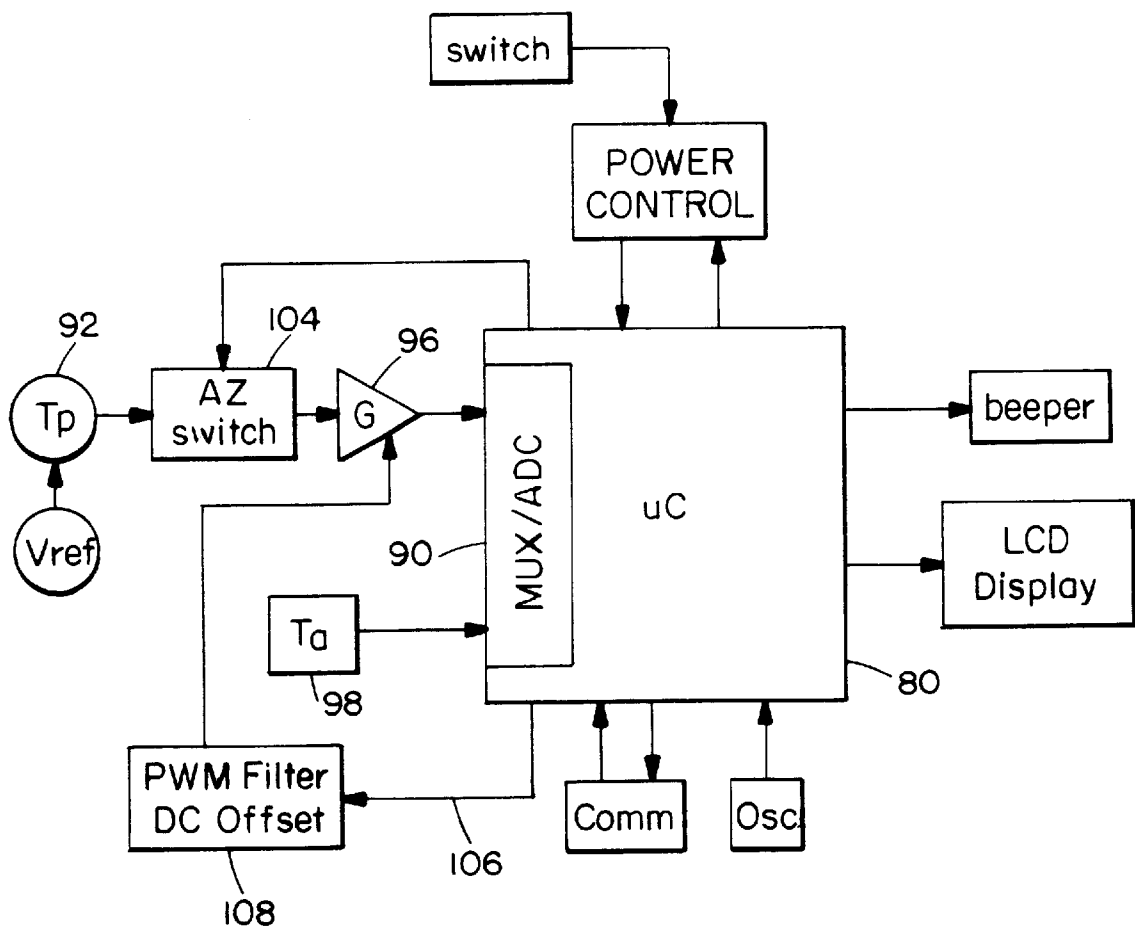 switch
POWER
CONTROL
92
104
96
Tp
AZ
switch
G
beeper
Vref
90
MUX/ADC
uC
LCD
Display
Ta
98
80
PWM Filter
DC Offset
106
Comm
Osc.
108